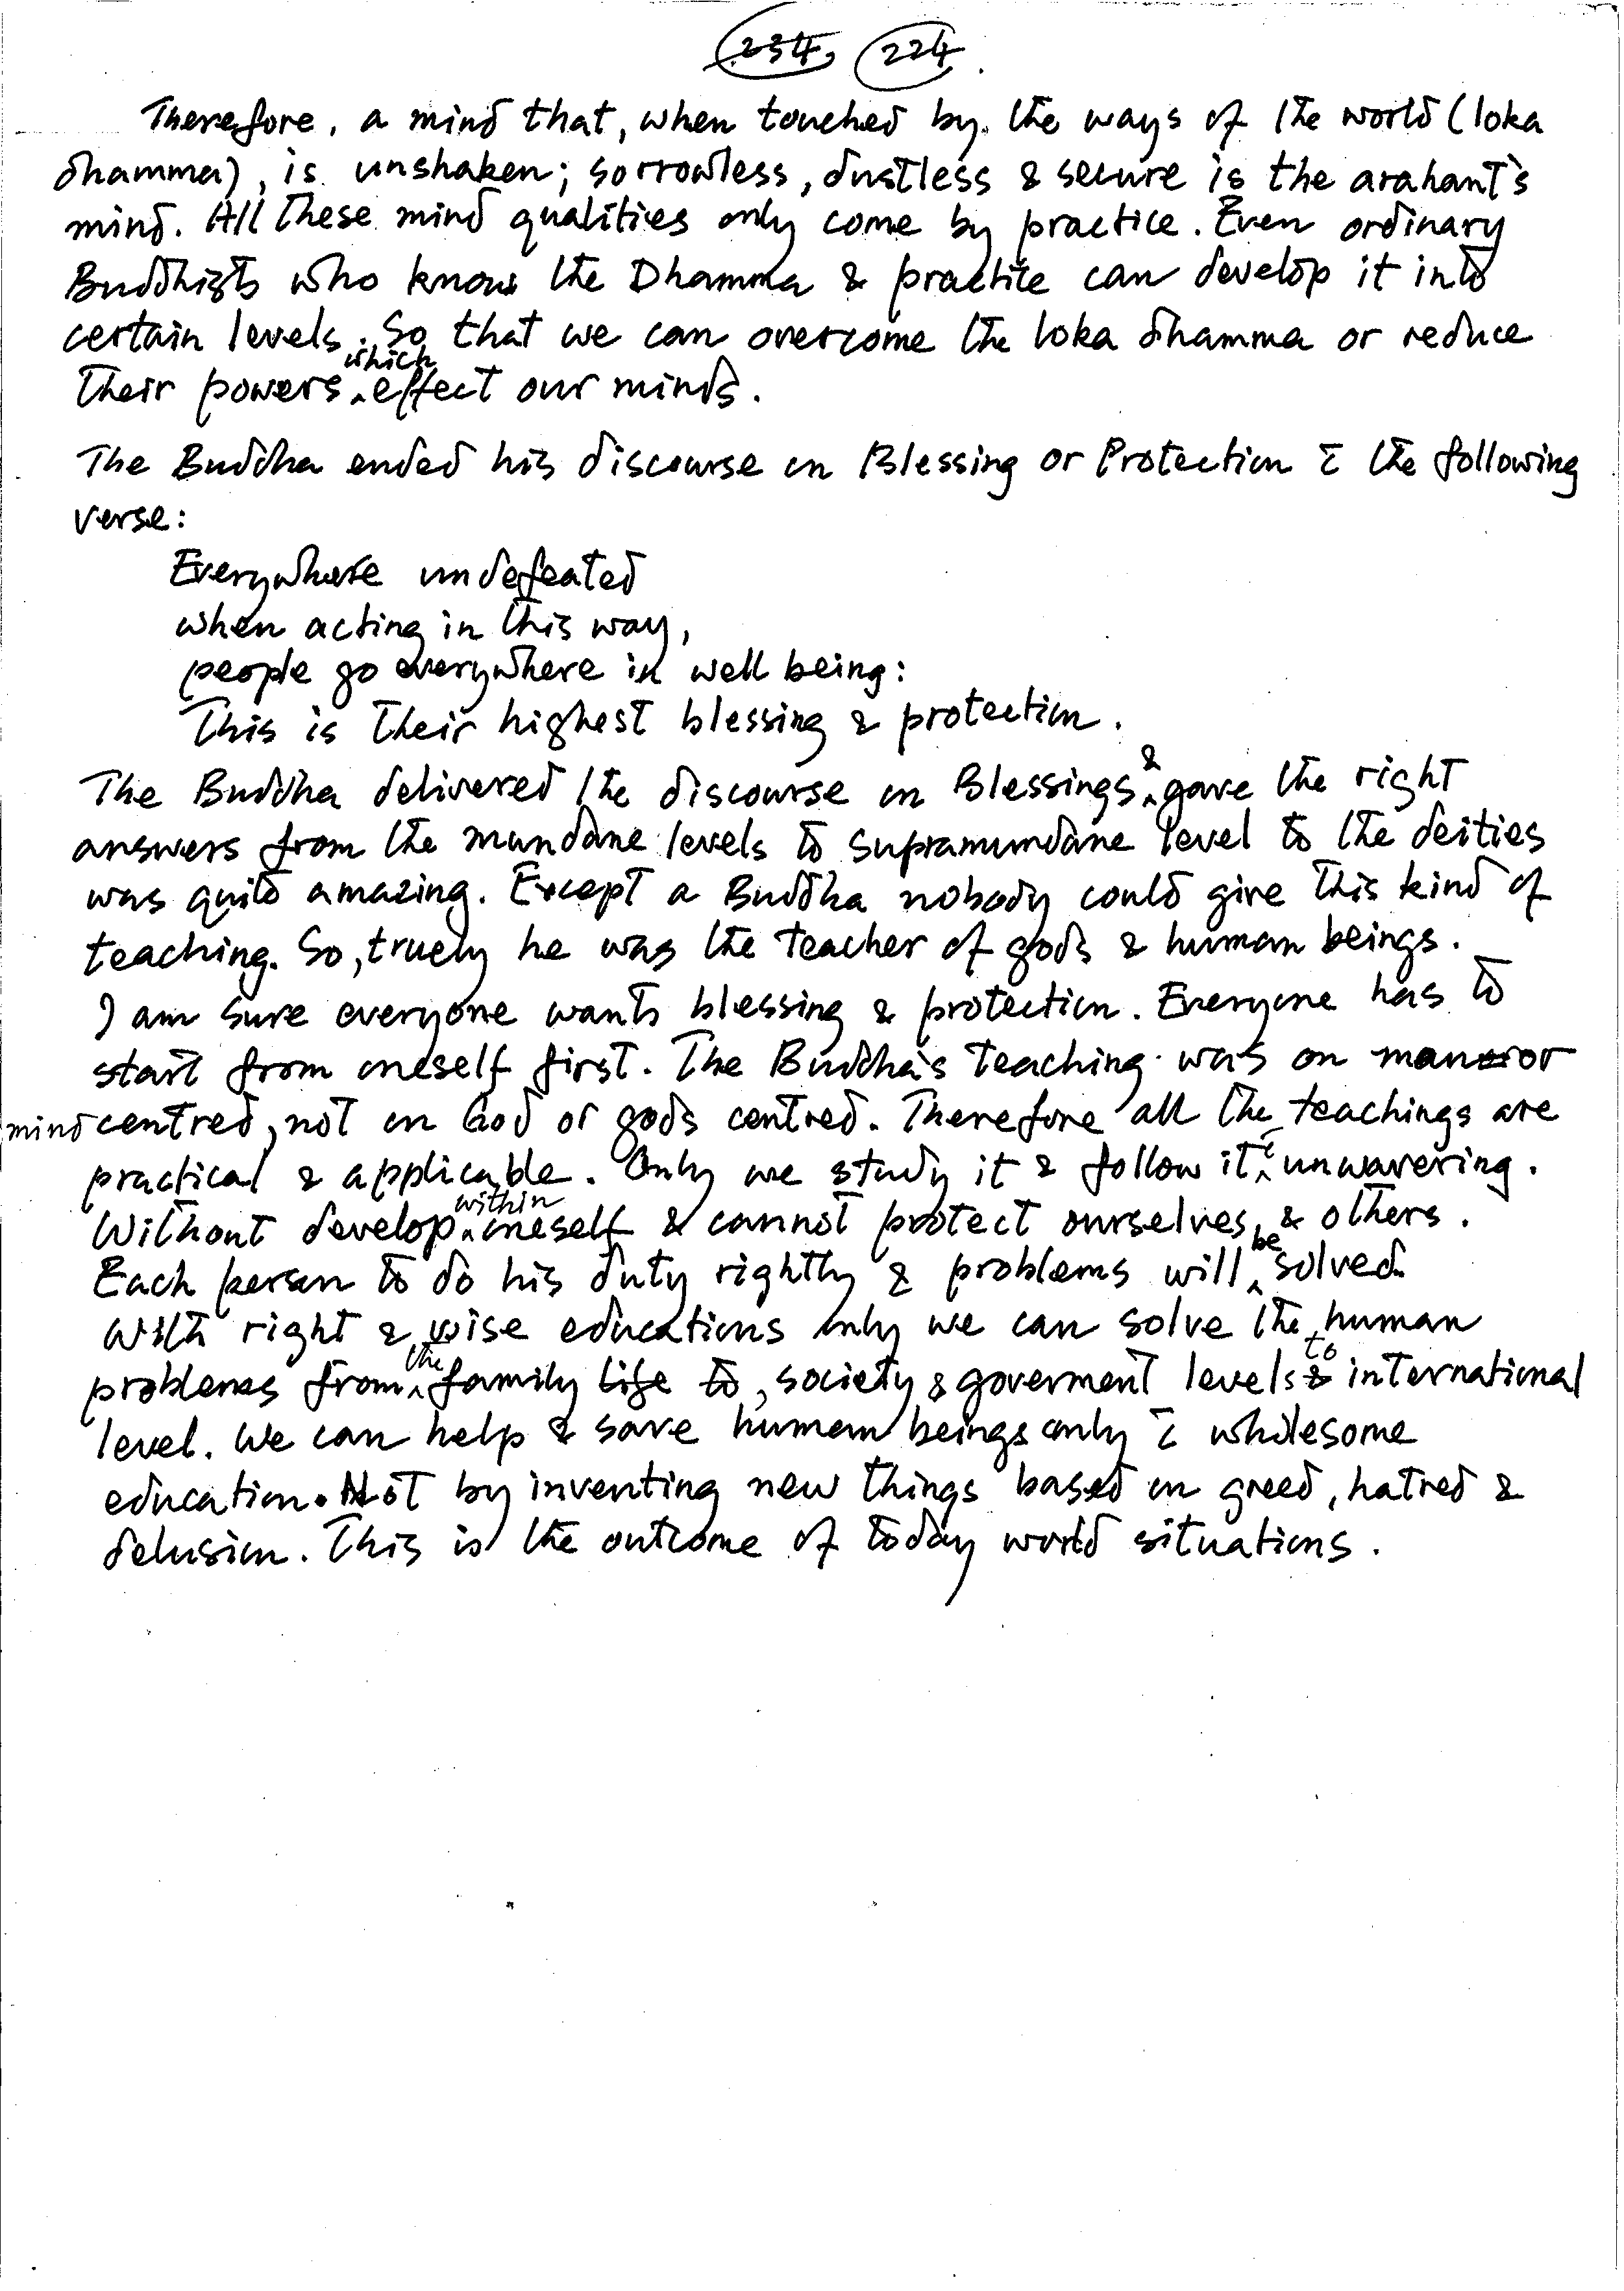 234, 224.
Therefore, a mind that, when touched by the ways of the world (loka
dhamma), is unshaken; sorrowless, dustless & secure is the arahant's
mind. All these mind qualities only come by practice. Even ordinary
Buddhists who know the Dhamma & practice can develop it into
certain levels. So that we can overcome the loka dhamma or reduce
their powers which effect our minds.
The Buddha ended his discourse on Blessing or Protection c̄ the following
verse:
Everywhere undefeated
when acting in this way,
people go everywhere in well being:
This is their highest blessing & protection.
The Buddha delivered the discourse on Blessings & gave the right
answers from the mundane levels to supramundane level to the deities
was quite amazing. Except a Buddha nobody could give this kind of
teaching. So, truely he was the teacher of gods & human beings.
I am sure everyone wants blessing & protection. Everyone has to
start from oneself first. The Buddha's teaching was on man or
mind centred, not on God or gods centred. Therefore all the teachings are
practical & applicable. Only we study it & follow it c̄ unwavering.
Without develop within oneself & cannot protect ourselves, & others.
Each person to do his duty rightly & problems will be solved.
With right & wise educations only we can solve the human
problems from the family life to, society & goverment levels to international
level. We can help & save human beings only c̄ wholesome
education. Not by inventing new things based on greed, hatred &
delusion. This is the outcome of today world situations.